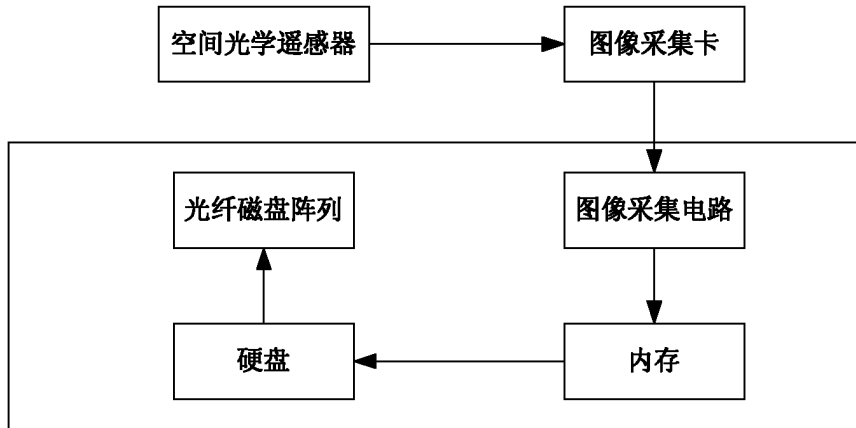 空间光学遥感器
图像采集卡
光纤磁盘阵列
图像采集电路
硬盘
内存